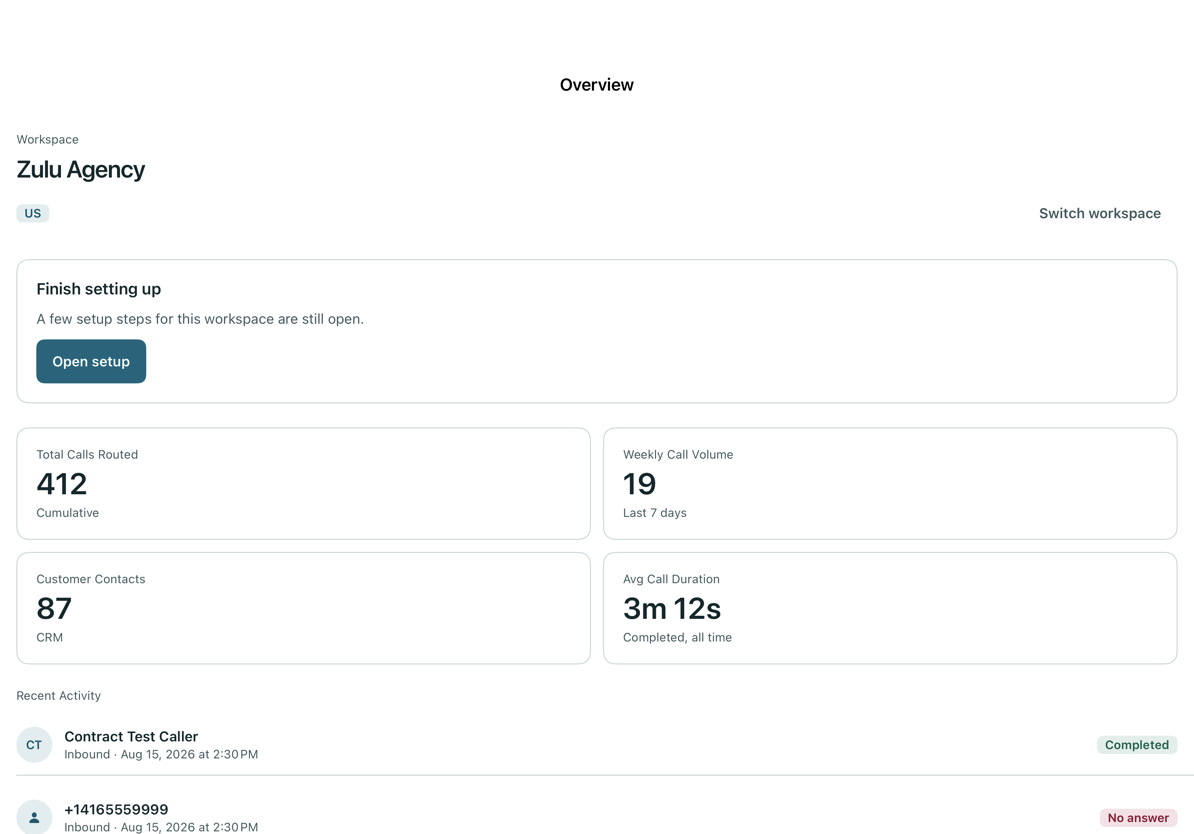 Overview
Workspace
Zulu Agency
US
Switch workspace
Finish setting up
A few setup steps for this workspace are still open.
Open setup
Total Calls Routed
412
Cumulative
Weekly Call Volume
19
Last 7 days
Customer Contacts
87
CRM
Avg Call Duration
3m 12s
Completed, all time
Recent Activity
CT
Contract Test Caller
Inbound · Aug 15, 2026 at 2:30 PM
Completed
+14165559999
Inbound · Aug 15, 2026 at 2:30 PM
No answer